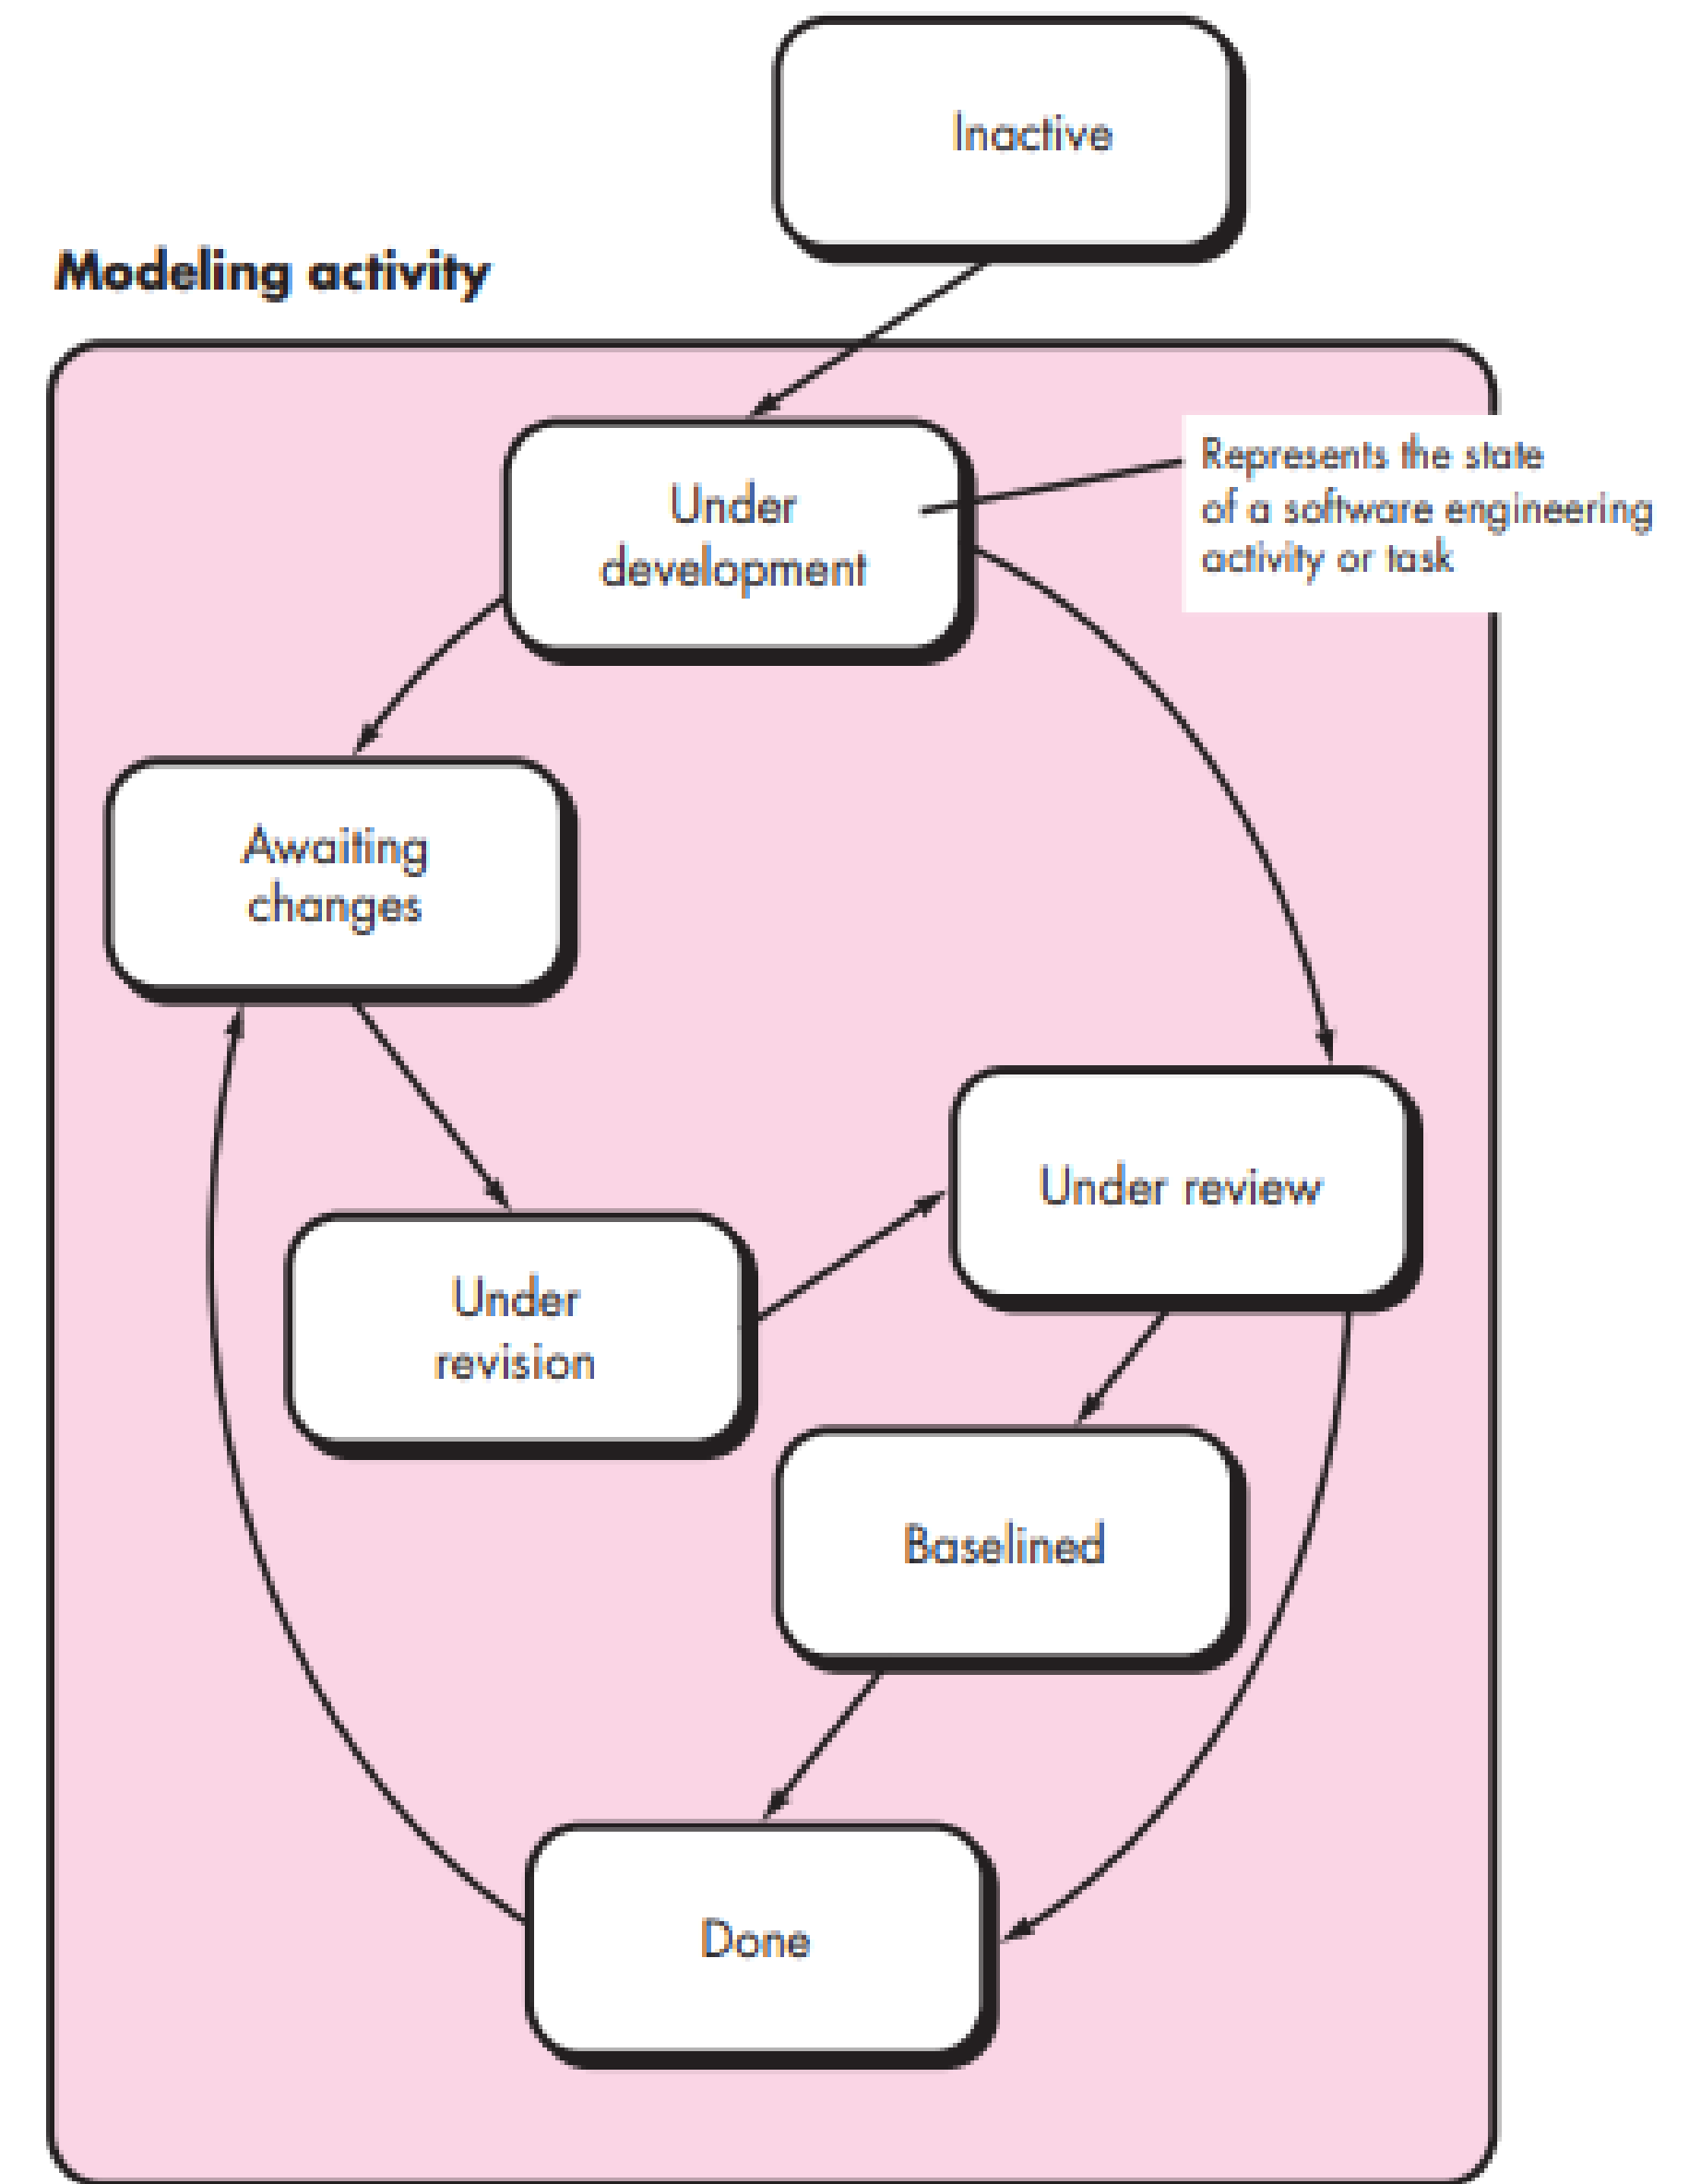 Inactive
Modeling activity
Under
development
Represents the state
of a software engineering
activity or task
Awaiting
changes
Under review
Under
revision
Baselined
Done